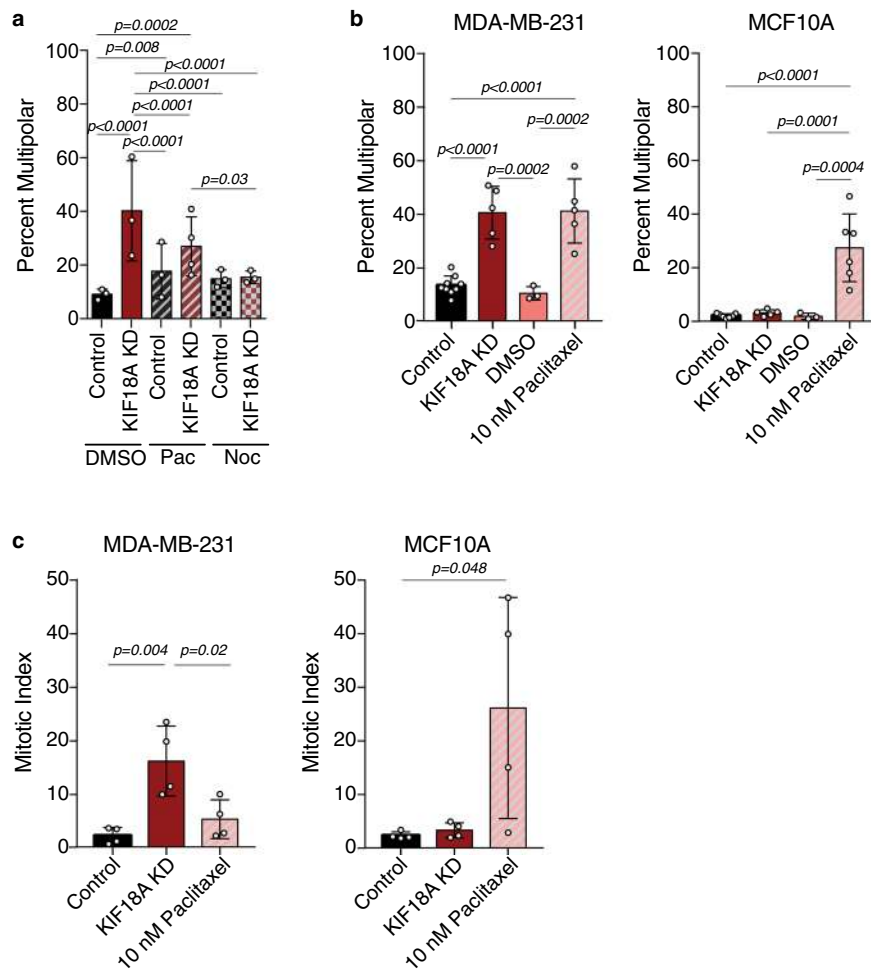 a
p=0.0002
p=0.008
p<0.0001
p<0.0001
p<0.0001
p<0.0001
p<0.0001
p=0.03
Percent Multipolar
100
80
60
40
20
0
Control
KIF18A KD
Control
KIF18A KD
Control
KIF18A KD
DMSO Pac Noc
b
MDA-MB-231
p<0.0001
p=0.0002
p<0.0001
p=0.0002
Percent Multipolar
100
80
60
40
20
0
Control
KIF18A KD
DMSO
10 nM Paclitaxel
MCF10A
p<0.0001
p=0.0001
p=0.0004
Percent Multipolar
100
80
60
40
20
0
Control
KIF18A KD
DMSO
10 nM Paclitaxel
c
MDA-MB-231
p=0.004 p=0.02
Mitotic Index
50
40
30
20
10
0
Control
KIF18A KD
10 nM Paclitaxel
MCF10A
p=0.048
Mitotic Index
50
40
30
20
10
0
Control
KIF18A KD
10 nM Paclitaxel